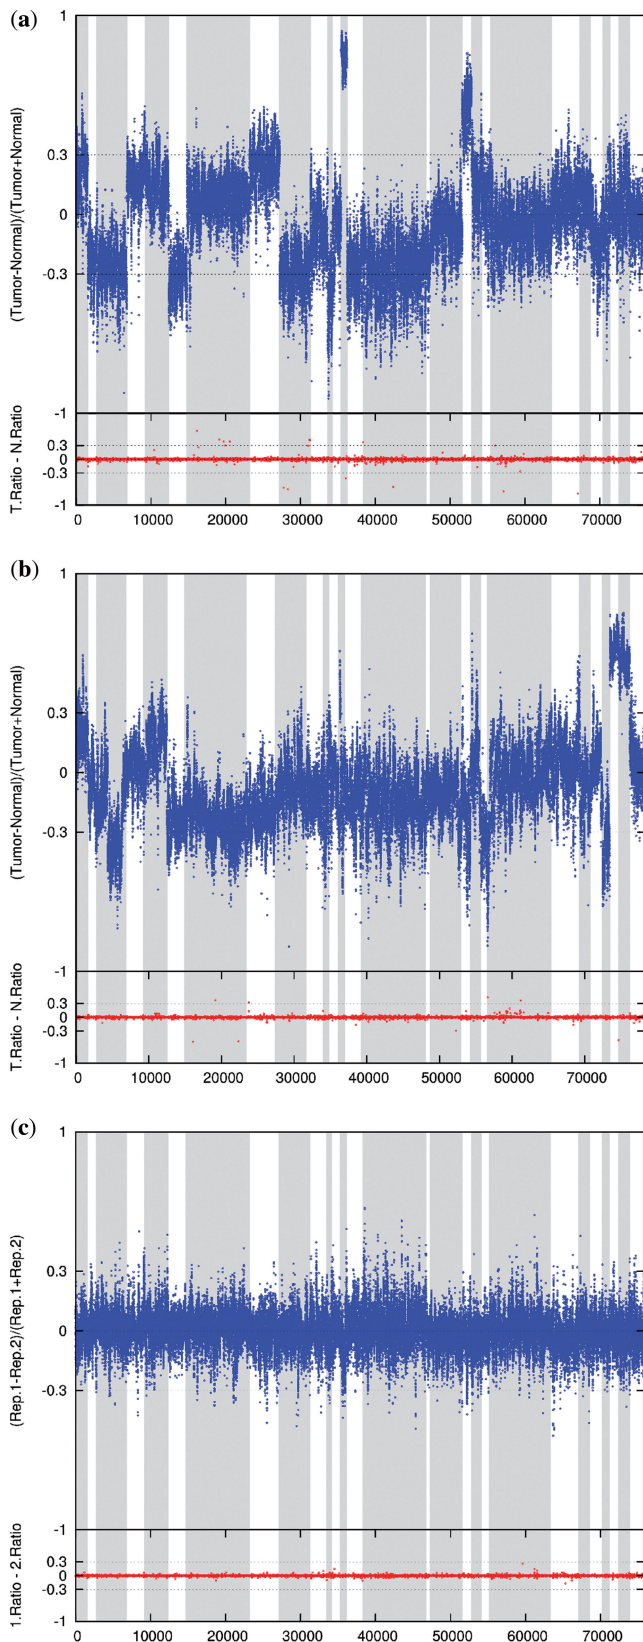 (a)
1
0.3
0
-0.3
-1
(Tumor-Normal)/(Tumor+Normal)
0.3
0
-0.3
-1
T.Ratio - N.Ratio
0 10000 20000 30000 40000 50000 60000 70000
(b)
1
0.3
0
-0.3
-1
(Tumor-Normal)/(Tumor+Normal)
0.3
0
-0.3
-1
T.Ratio - N.Ratio
0 10000 20000 30000 40000 50000 60000 70000
(c)
1
0.3
0
-0.3
-1
(Rep.1-Rep.2)/(Rep.1+Rep.2)
0.3
0
-0.3
-1
1.Ratio - 2.Ratio
0 10000 20000 30000 40000 50000 60000 70000